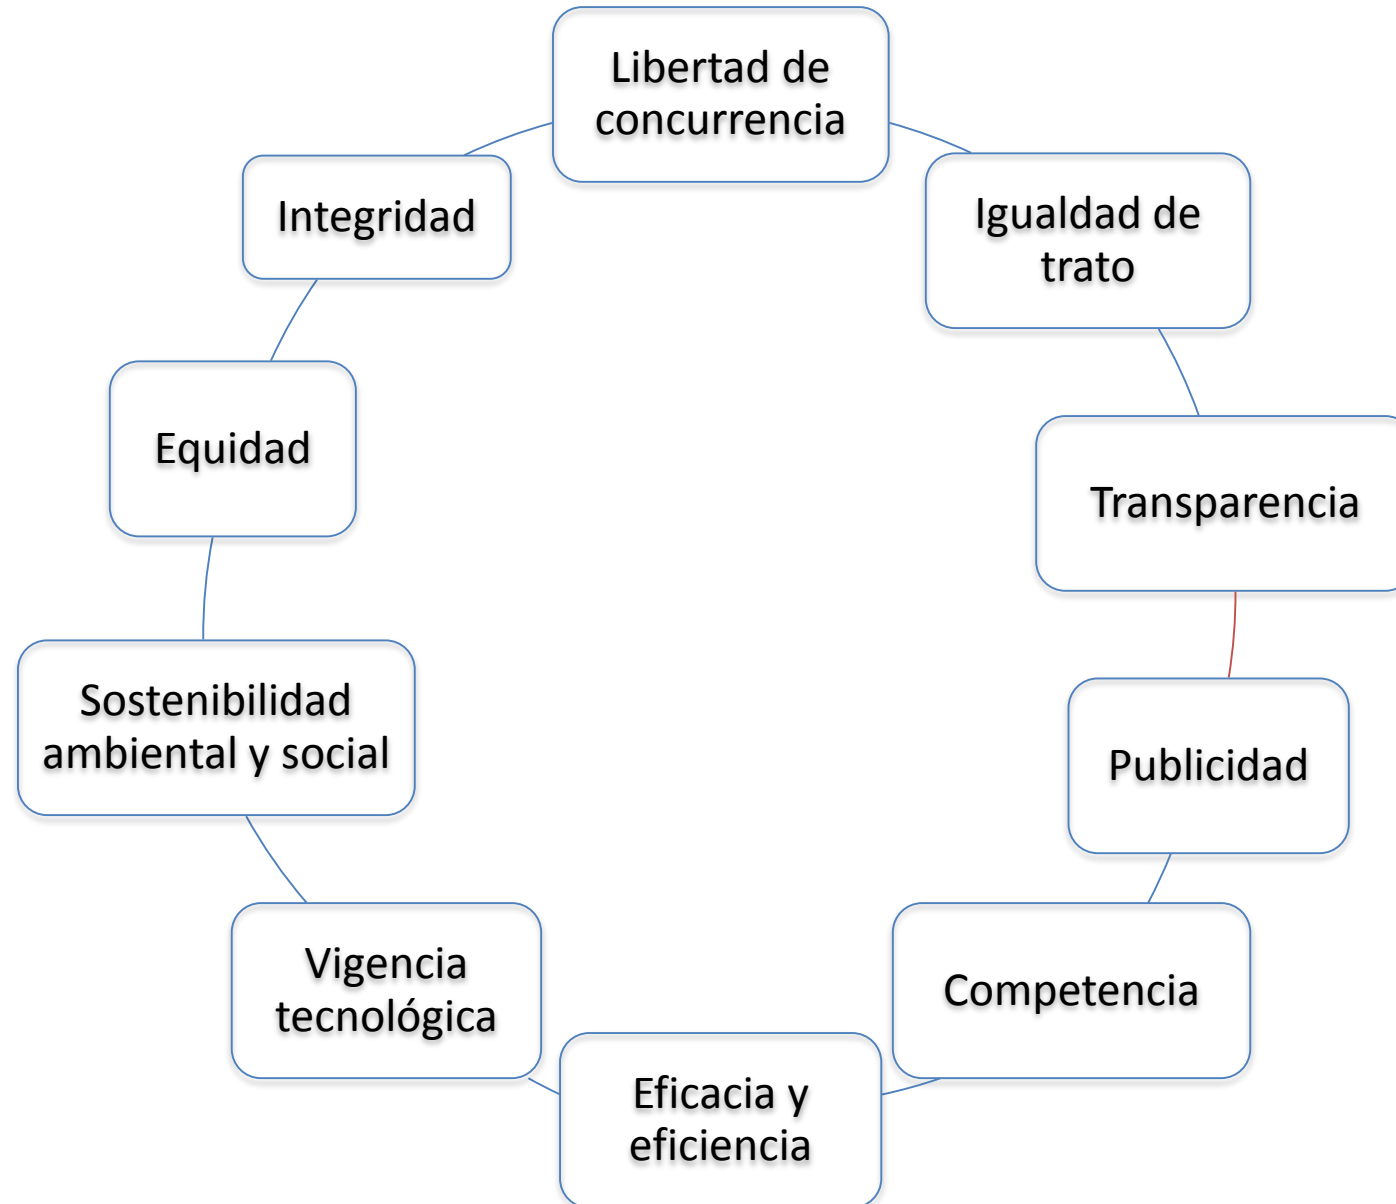 Libertad de
concurrencia
Igualdad de
trato
Transparencia
Publicidad
Competencia
Eficacia y
eficiencia
Vigencia
tecnológica
Sostenibilidad
ambiental y social
Equidad
Integridad